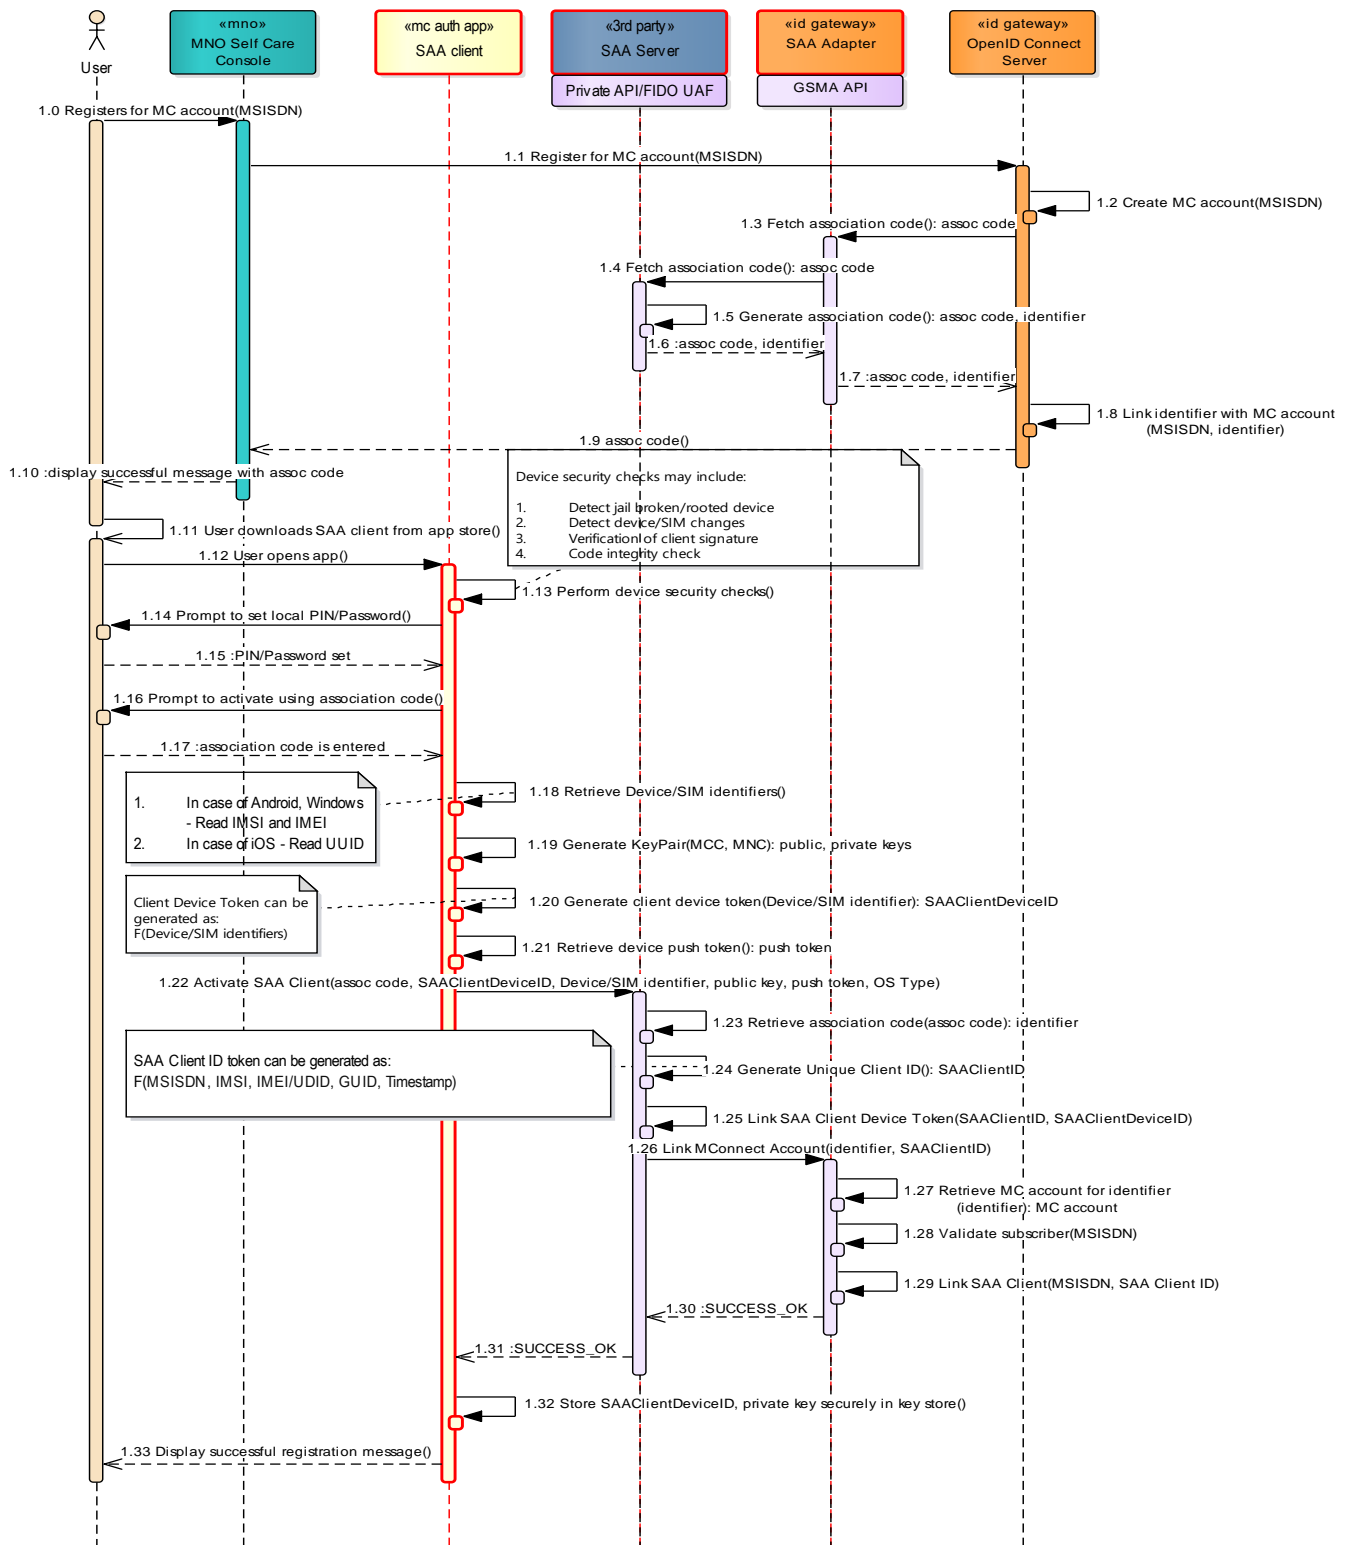 User
«mno»
MNO Self Care
Console
«mc auth app»
SAA client
«3rd party»
SAA Server
Private API/FIDO UAF
«id gateway»
SAA Adapter
GSMA API
«id gateway»
OpenID Connect
Server
1.0 Registers for MC account(MSISDN)
1.1 Register for MC account(MSISDN)
1.2 Create MC account(MSISDN)
1.3 Fetch association code(): assoc code
1.4 Fetch association code(): assoc code
1.5 Generate association code(): assoc code, identifier
1.6 :assoc code, identifier
1.7 :assoc code, identifier
1.8 Link identifier with MC account
(MSISDN, identifier)
1.9 assoc code()
1.10 :display successful message with assoc code
Device security checks may include:
1. Detect jail broken/rooted device
2. Detect device/SIM changes
3. Verification of client signature
4. Code integrity check
1.11 User downloads SAA client from app store()
1.12 User opens app()
1.13 Perform device security checks()
1.14 Prompt to set local PIN/Password()
1.15 :PIN/Password set
1.16 Prompt to activate using association code()
1.17 :association code is entered
1. In case of Android, Windows
- Read IMSI and IMEI
2. In case of iOS - Read UUID
1.18 Retrieve Device/SIM identifiers()
1.19 Generate KeyPair(MCC, MNC): public, private keys
Client Device Token can be
generated as:
F(Device/SIM identifiers)
1.20 Generate client device token(Device/SIM identifier): SAAClientDeviceID
1.21 Retrieve device push token(): push token
1.22 Activate SAA Client(assoc code, SAAClientDeviceID, Device/SIM identifier, public key, push token, OS Type)
1.23 Retrieve association code(assoc code): identifier
SAA Client ID token can be generated as:
F(MSISDN, IMSI, IMEI/UDID, GUID, Timestamp)
1.24 Generate Unique Client ID(): SAAClientID
1.25 Link SAA Client Device Token(SAAClientID, SAAClientDeviceID)
1.26 Link MConnect Account(identifier, SAAClientID)
1.27 Retrieve MC account for identifier
(identifier): MC account
1.28 Validate subscriber(MSISDN)
1.29 Link SAA Client(MSISDN, SAA Client ID)
1.30 :SUCCESS_OK
1.31 :SUCCESS_OK
1.32 Store SAAClientDeviceID, private key securely in key store()
1.33 Display successful registration message()